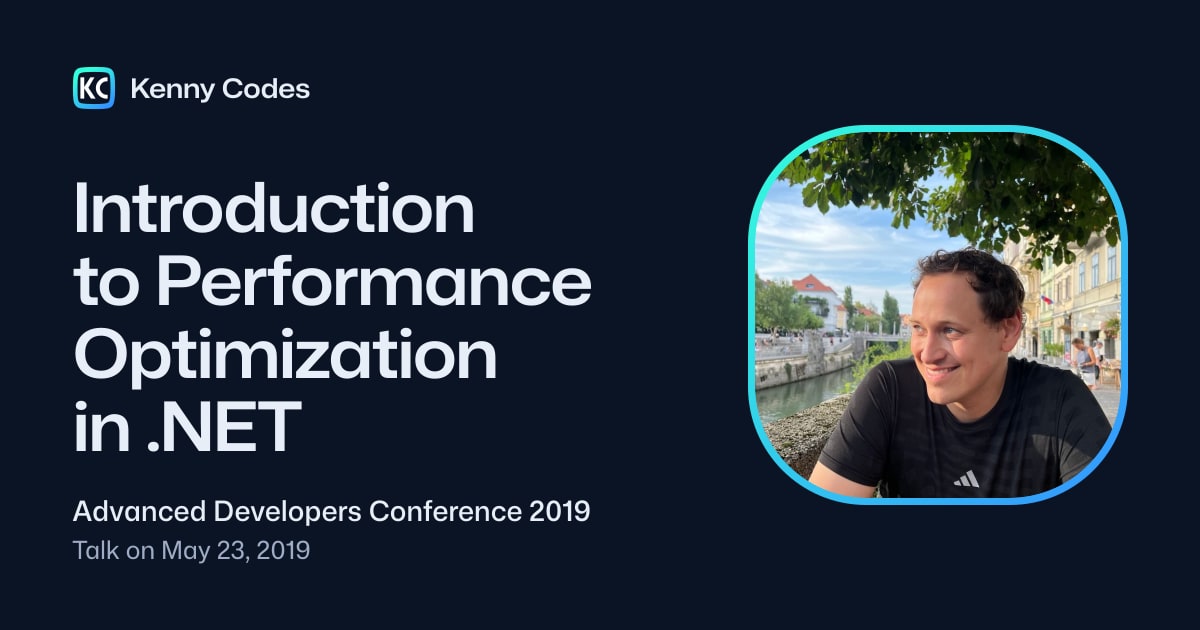 KC Kenny Codes
Introduction
to Performance
Optimization
in .NET
Advanced Developers Conference 2019
Talk on May 23, 2019